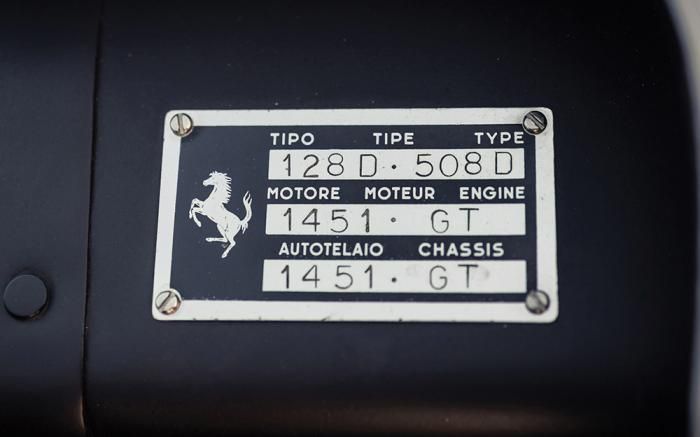 TIPO TIPE TYPE
128 D · 508 D
MOTORE MOTEUR ENGINE
1451 · GT
AUTOTELAIO CHASSIS
1451 · GT